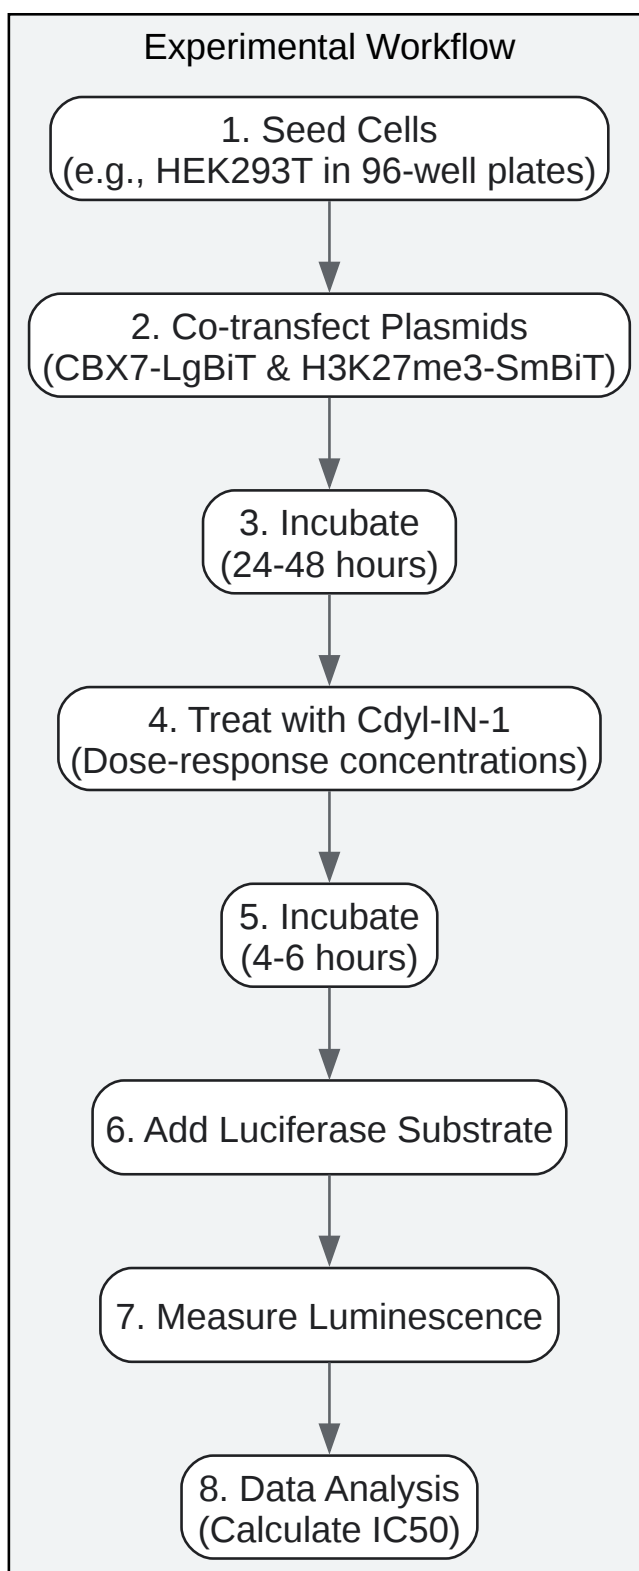 Experimental Workflow
1. Seed Cells
(e.g., HEK293T in 96-well plates)
2. Co-transfect Plasmids
(CBX7-LgBiT & H3K27me3-SmBiT)
3. Incubate
(24-48 hours)
4. Treat with Cdyl-IN-1
(Dose-response concentrations)
5. Incubate
(4-6 hours)
6. Add Luciferase Substrate
7. Measure Luminescence
8. Data Analysis
(Calculate IC50)